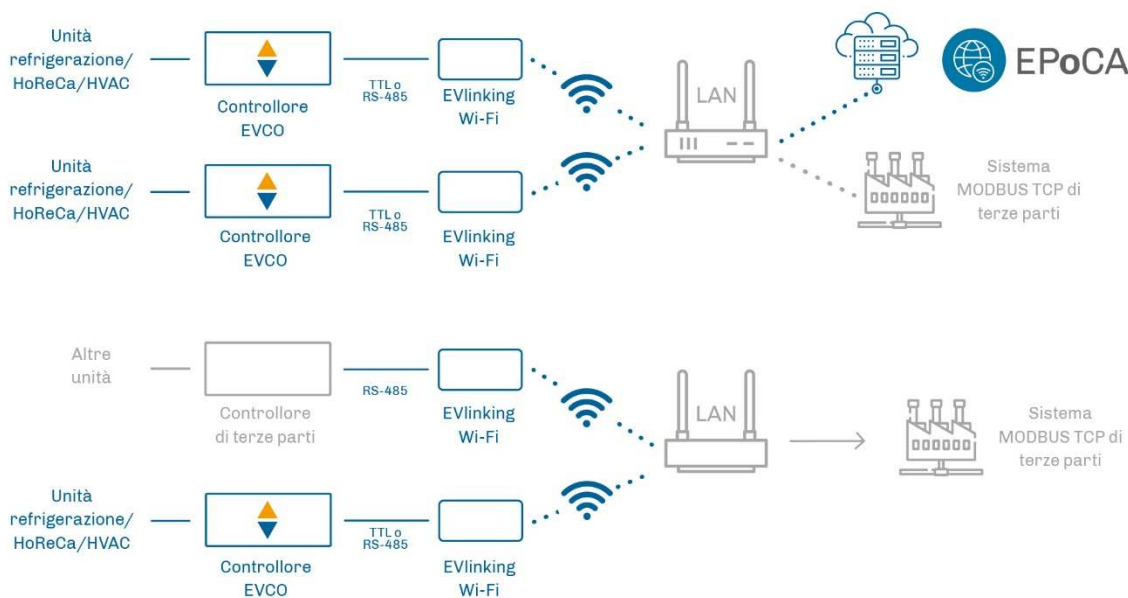 Unità
refrigerazione/
HoReCa/HVAC
Controllore
EVCO
TTL o
RS-485
EVlinking
Wi-Fi
LAN
EPoCA
Unità
refrigerazione/
HoReCa/HVAC
Controllore
EVCO
TTL o
RS-485
EVlinking
Wi-Fi
Sistema
MODBUS TCP di
terze parti
Altre
unità
Controllore
di terze parti
RS-485
EVlinking
Wi-Fi
LAN
Sistema
MODBUS TCP di
terze parti
Unità
refrigerazione/
HoReCa/HVAC
Controllore
EVCO
TTL o
RS-485
EVlinking
Wi-Fi